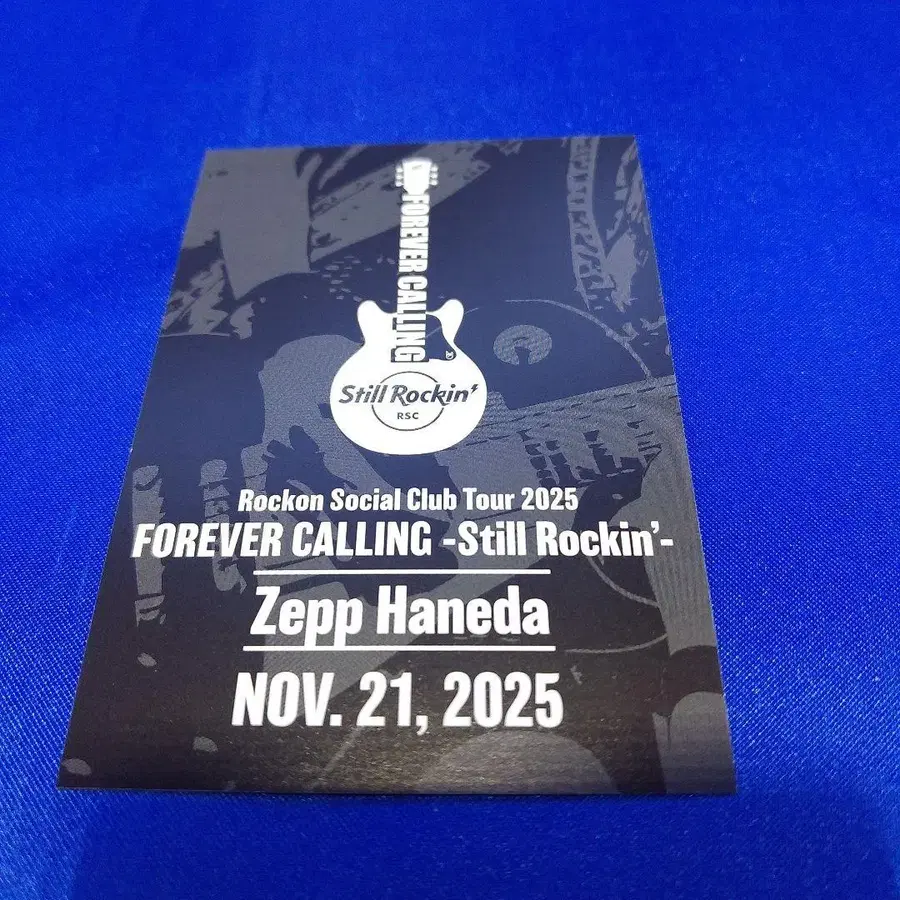 FOREVER CALLING
Still Rockin'
RSC
Rockon Social Club Tour 2025
FOREVER CALLING -Still Rockin'-
Zepp Haneda
NOV. 21, 2025